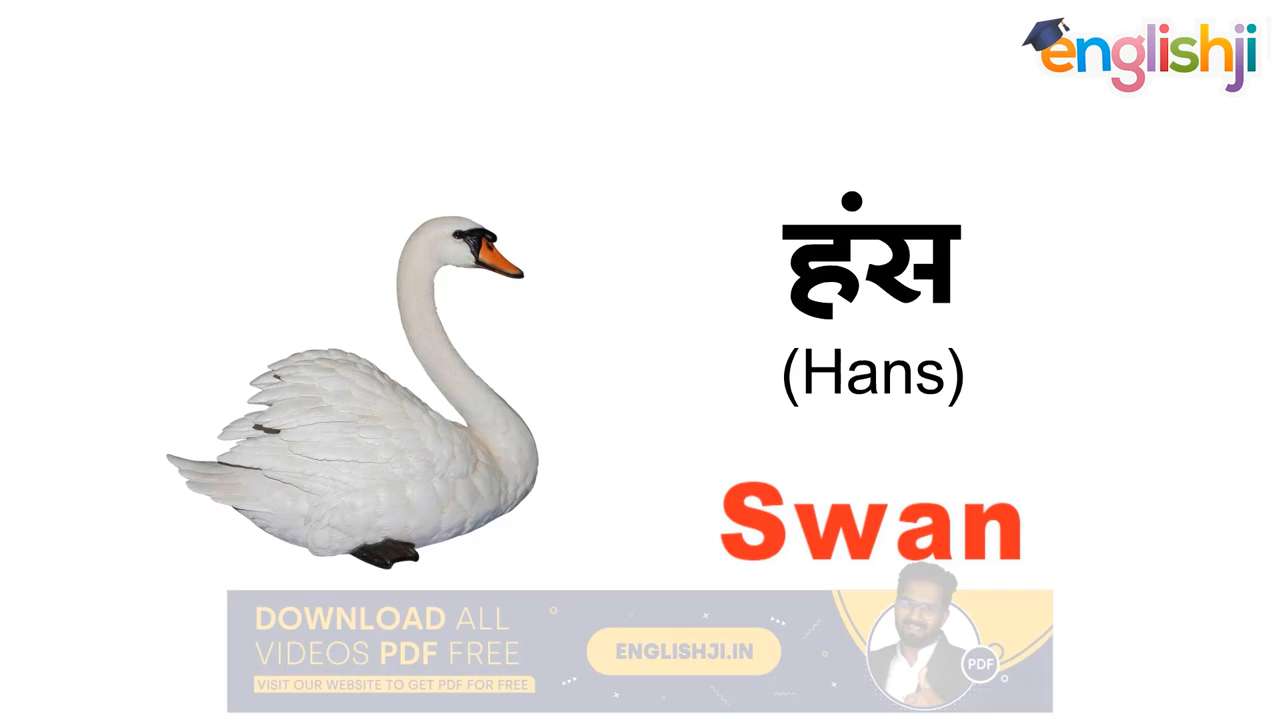 englishji
हंस
(Hans)
Swan
DOWNLOAD ALL
VIDEOS PDF FREE
VISIT OUR WEBSITE TO GET PDF FOR FREE
ENGLISHJI.IN
PDF